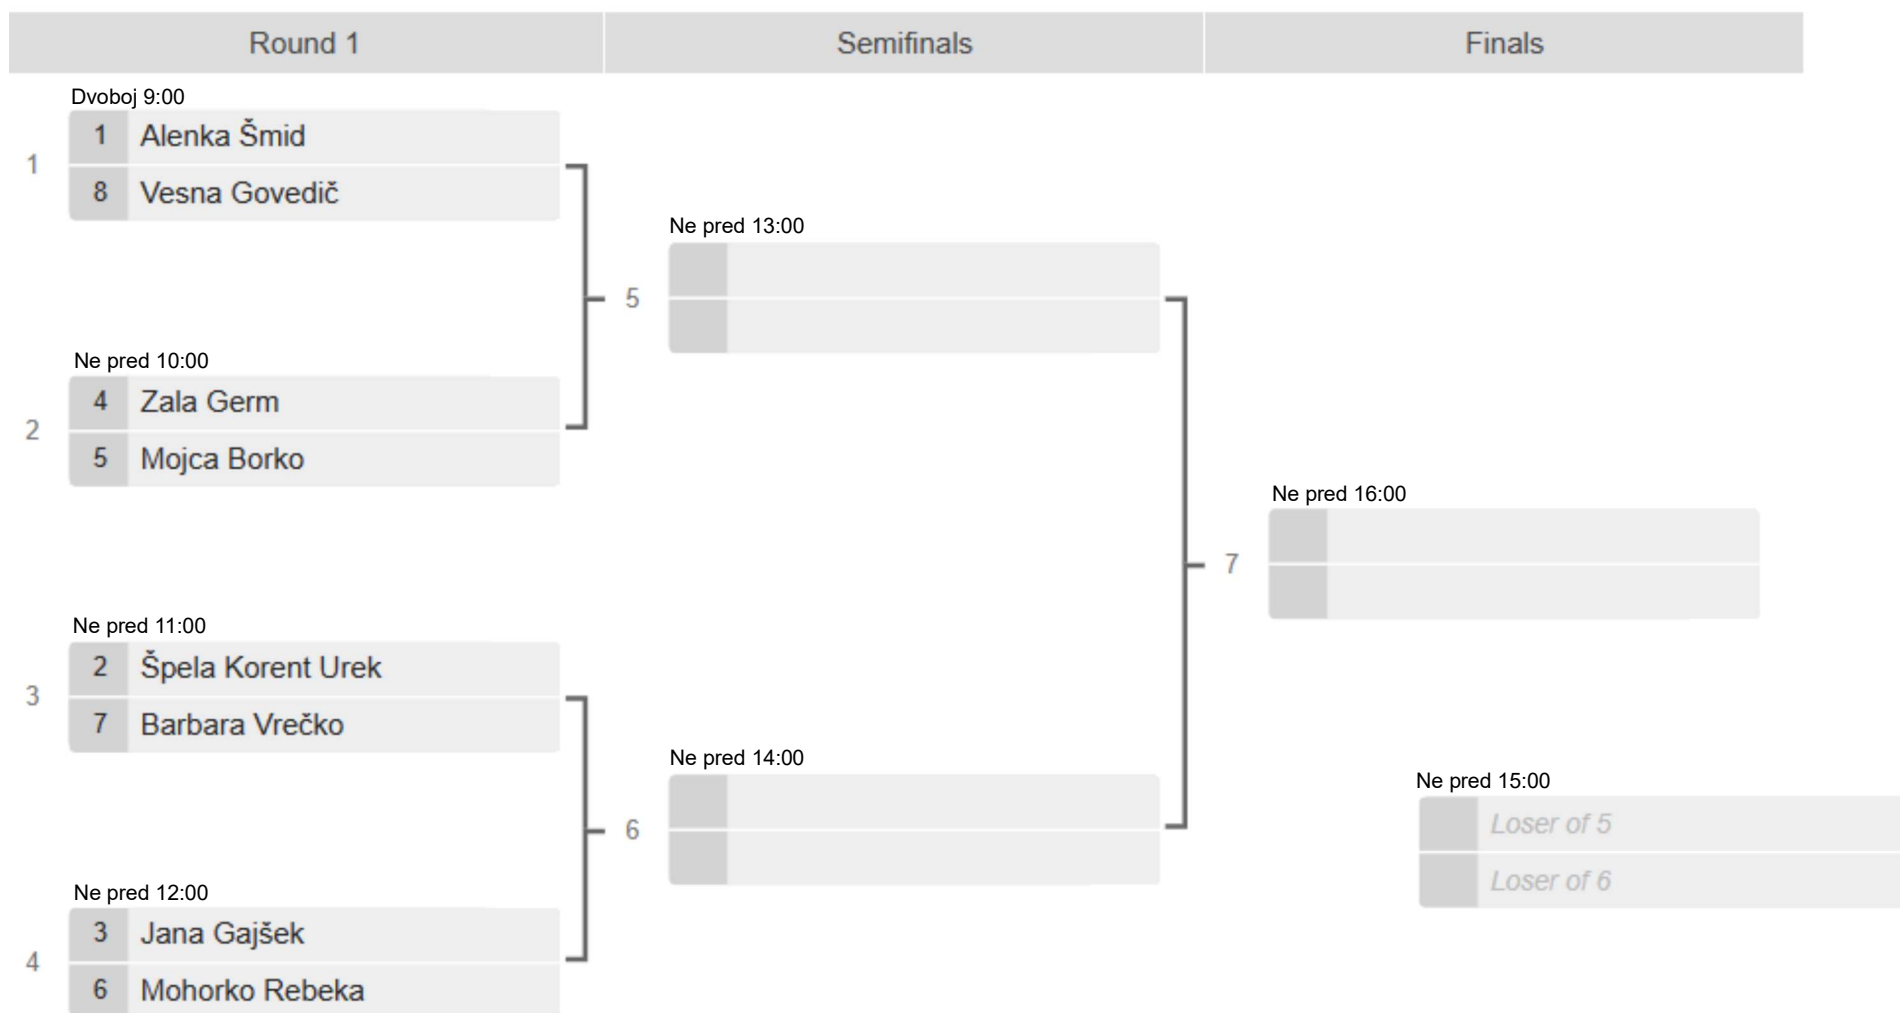 Round 1
Semifinals
Finals
Dvoboj 9:00
1
1 Alenka Šmid
8 Vesna Govedič
Ne pred 10:00
2
4 Zala Germ
5 Mojca Borko
Ne pred 11:00
3
2 Špela Korent Urek
7 Barbara Vrečko
Ne pred 12:00
4
3 Jana Gajšek
6 Mohorko Rebeka
Ne pred 13:00
5
Ne pred 14:00
6
Ne pred 16:00
7
Ne pred 15:00
Loser of 5
Loser of 6